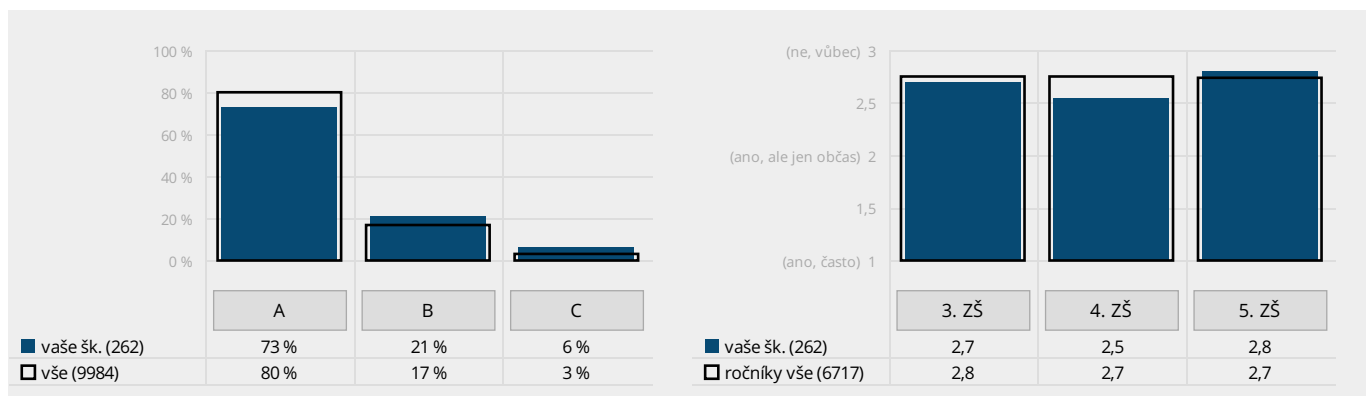 100 %
80 %
60 %
40 %
20 %
0 %
A B C
vaše šk. (262) 73 % 21 % 6 %
vše (9984) 80 % 17 % 3 %
(ne, vůbec) 3
2,5
(ano, ale jen občas) 2
1,5
(ano, často) 1
3. ZŠ 4. ZŠ 5. ZŠ
vaše šk. (262) 2,7 2,5 2,8
ročníky vše (6717) 2,8 2,7 2,7